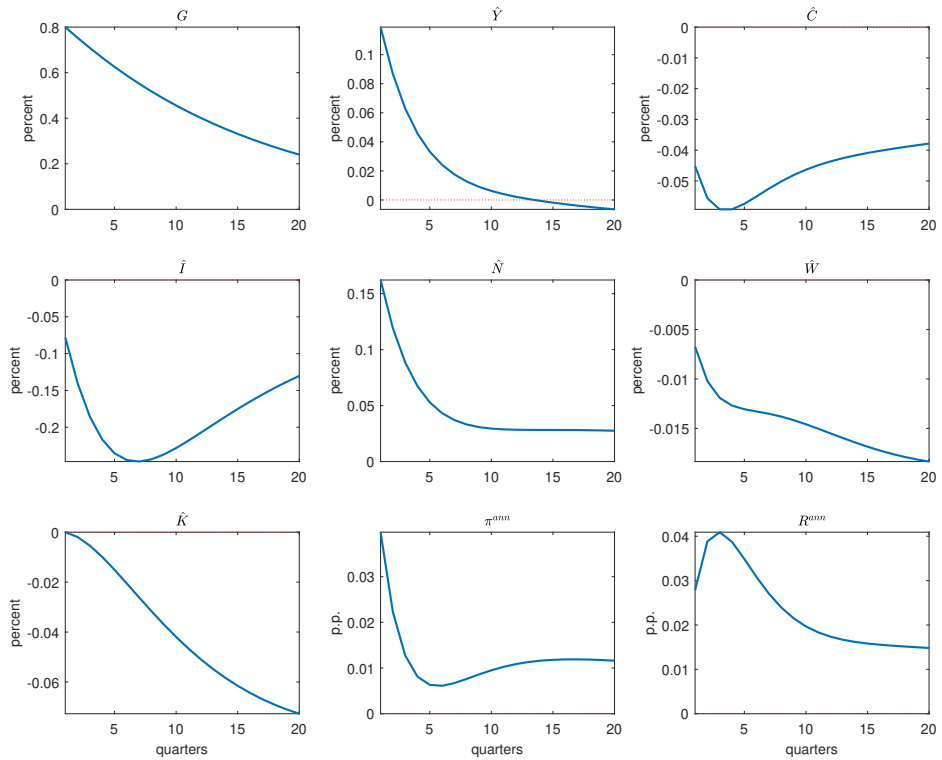 G
percent
0.8
0.6
0.4
0.2
0
5 10 15 20
Ŷ
percent
0.1
0.08
0.06
0.04
0.02
0
5 10 15 20
Ĉ
percent
0
-0.01
-0.02
-0.03
-0.04
-0.05
5 10 15 20
Î
percent
0
-0.05
-0.1
-0.15
-0.2
5 10 15 20
N̂
percent
0.15
0.1
0.05
0
5 10 15 20
Ŵ
percent
0
-0.005
-0.01
-0.015
5 10 15 20
K̂
percent
0
-0.02
-0.04
-0.06
5 10 15 20
quarters
π^ann
p.p.
0.03
0.02
0.01
0
5 10 15 20
quarters
R^ann
p.p.
0.04
0.03
0.02
0.01
0
5 10 15 20
quarters